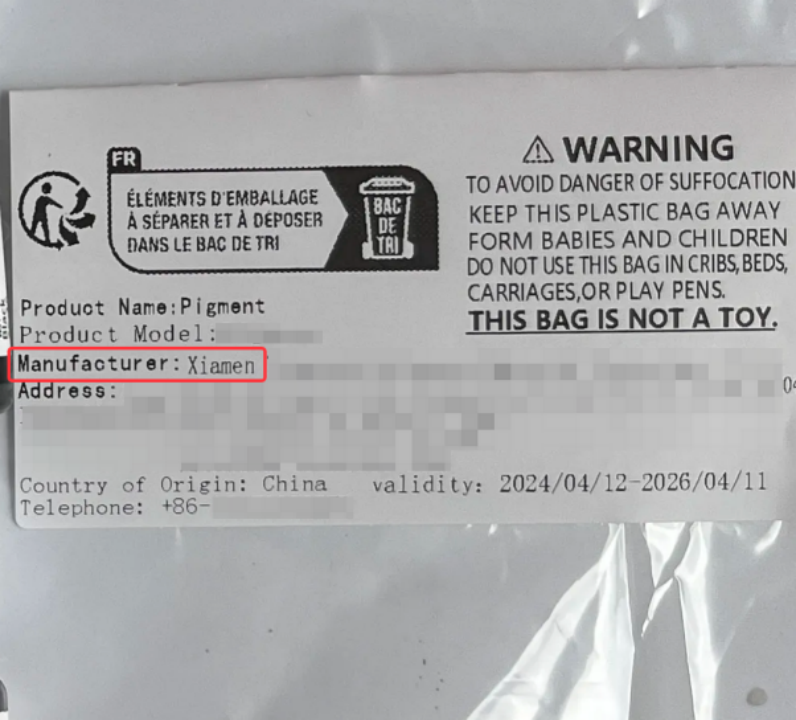 FR
ÉLÉMENTS D'EMBALLAGE
À SÉPARER ET À DÉPOSER
DANS LE BAC DE TRI
BAC
DE
TRI
WARNING
TO AVOID DANGER OF SUFFOCATION
KEEP THIS PLASTIC BAG AWAY
FORM BABIES AND CHILDREN
DO NOT USE THIS BAG IN CRIBS,BEDS,
CARRIAGES,OR PLAY PENS.
THIS BAG IS NOT A TOY.
Product Name:Pigment
Product Model:
Manufacturer:Xiamen
Address:
Country of Origin: China validity: 2024/04/12-2026/04/11
Telephone: +86-